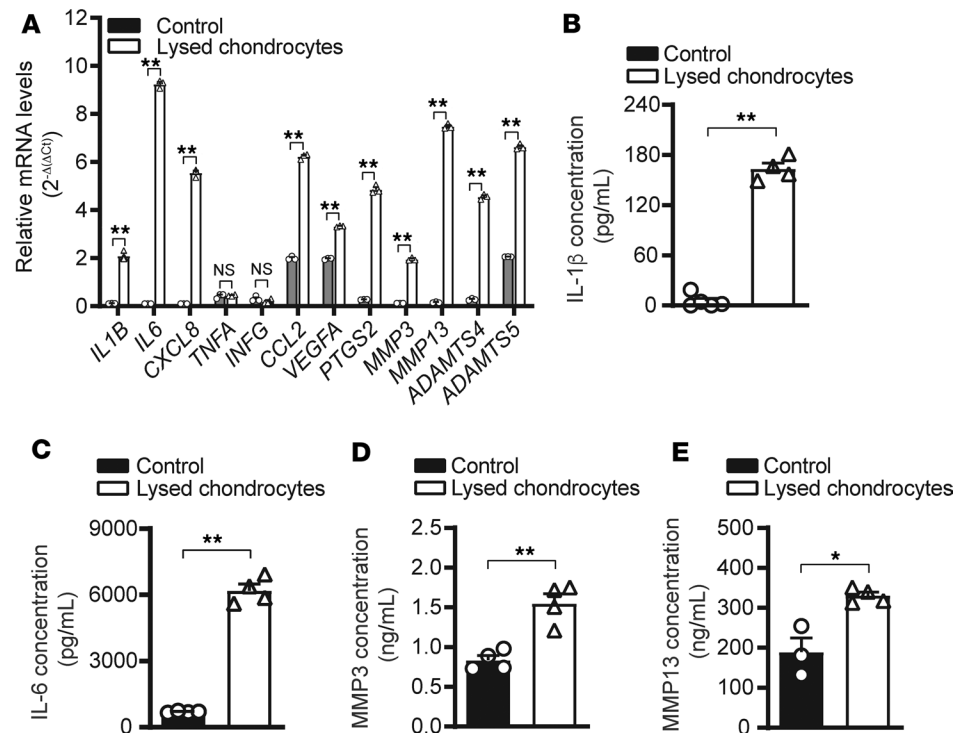 A
Control
Lysed chondrocytes
Relative mRNA levels
(2-Δ(ΔCt))
12
10
8
6
4
2
0
**
**
**
NS
NS
**
**
**
**
**
**
**
IL1B
IL6
CXCL8
TNFA
INFG
CCL2
VEGFA
PTGS2
MMP3
MMP13
ADAMTS4
ADAMTS5
B
Control
Lysed chondrocytes
IL-1β concentration
(pg/mL)
240
180
120
60
0
**
C
Control
Lysed chondrocytes
IL-6 concentration
(pg/mL)
9000
6000
3000
0
**
D
Control
Lysed chondrocytes
MMP3 concentration
(ng/mL)
2.5
2.0
1.5
1.0
0.5
0.0
**
E
Control
Lysed chondrocytes
MMP13 concentration
(ng/mL)
500
400
300
200
100
0
*